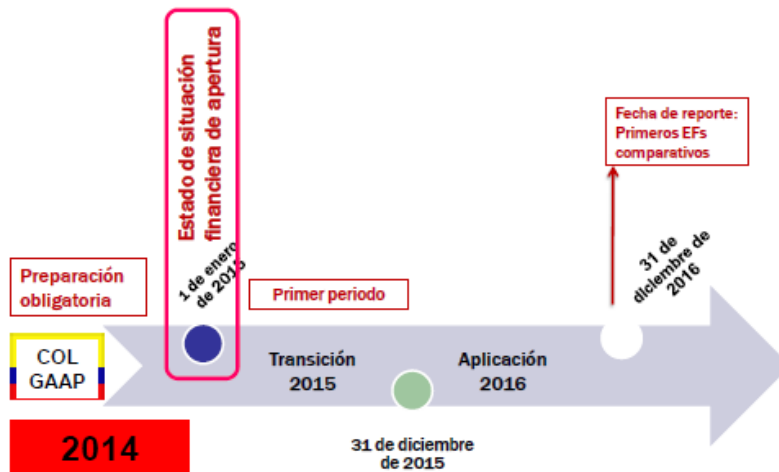 Estado de situación
financiera de apertura
1 de enero
de 2015
Fecha de reporte:
Primeros EFs
comparativos
31 de
diciembre de
2016
Preparación
obligatoria
Primer periodo
COL
GAAP
Transición
2015
Aplicación
2016
2014
31 de diciembre
de 2015